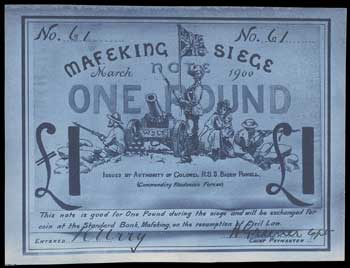 No. 61 No. 61
MAFEKING SIEGE
March NOTE 1900
ONE POUND
£1 £1
Issued by Authority of Colonel R.S.S. Baden Powell,
(Commanding Rhodesian Forces)
This note is good for One Pound during the siege and will be exchanged for
coin at the Standard Bank, Mafeking, on the resumption of Civil Law.
Entered
Chief Paymaster